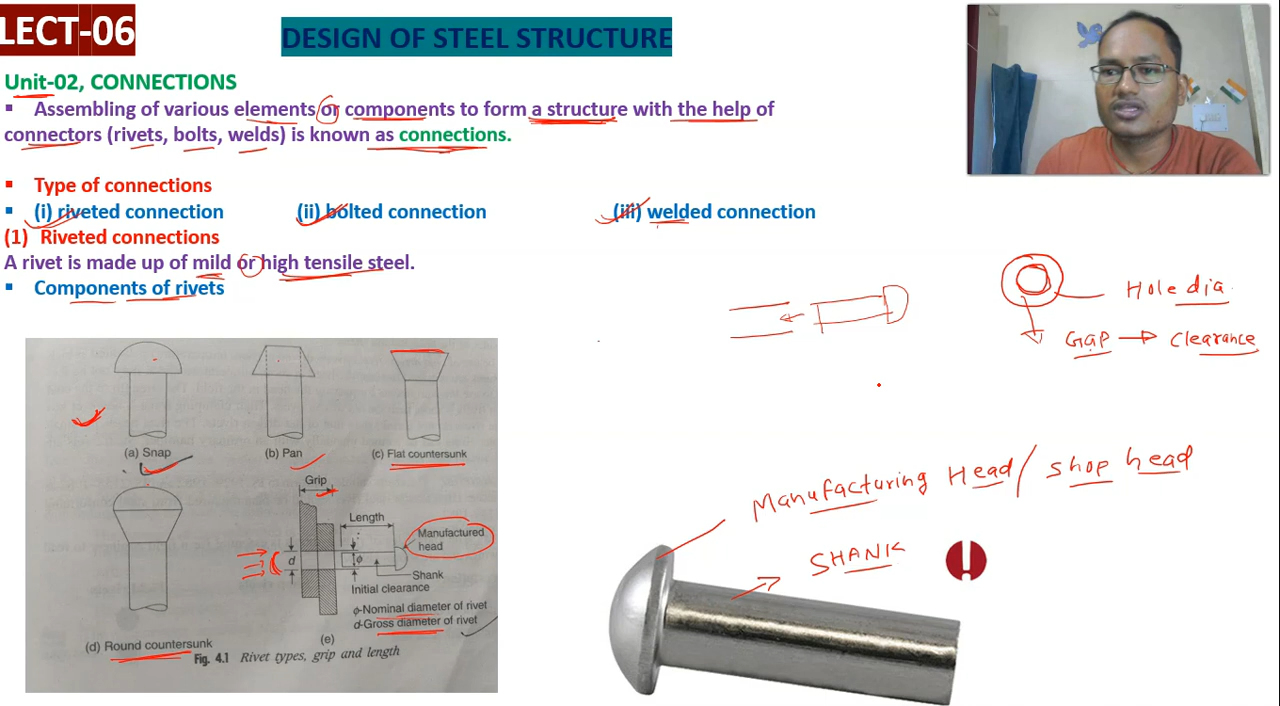 LECT-06
DESIGN OF STEEL STRUCTURE
Unit-02, CONNECTIONS
▪ Assembling of various elements or components to form a structure with the help of
connectors (rivets, bolts, welds) is known as connections.
▪ Type of connections
▪ (i) riveted connection (ii) bolted connection (iii) welded connection
(1) Riveted connections
A rivet is made up of mild or high tensile steel.
▪ Components of rivets
Hole dia.
Gap → Clearance
(a) Snap (b) Pan (c) Flat countersunk
Grip
Length
Manufactured
head
d
ϕ
Shank
Initial clearance
ϕ-Nominal diameter of rivet
d-Gross diameter of rivet
(d) Round countersunk
(e)
Fig. 4.1 Rivet types, grip and length
Manufacturing Head/ shop head
SHANK